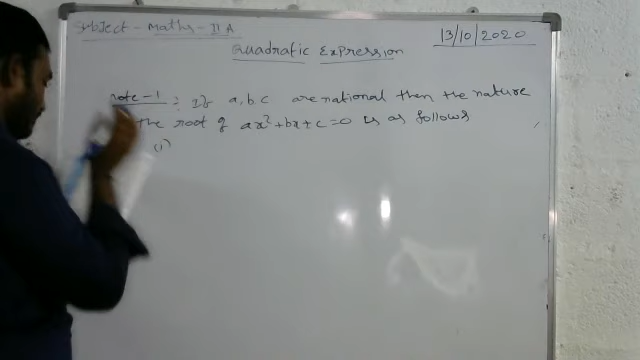 Subject - Maths - II A
13/10/2020
Quadratic Expression
Note-1 : If a,b,c are rational then the nature
the root of ax²+bx+c=0 is as follows
(i)